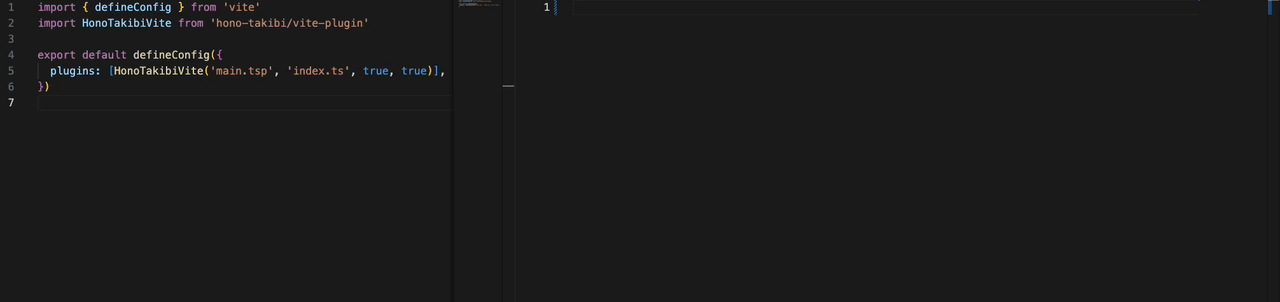 1 import { defineConfig } from 'vite'
2 import HonoTakibiVite from 'hono-takibi/vite-plugin'
3
4 export default defineConfig({
5   plugins: [HonoTakibiVite('main.tsp', 'index.ts', true, true)],
6 })
7
1